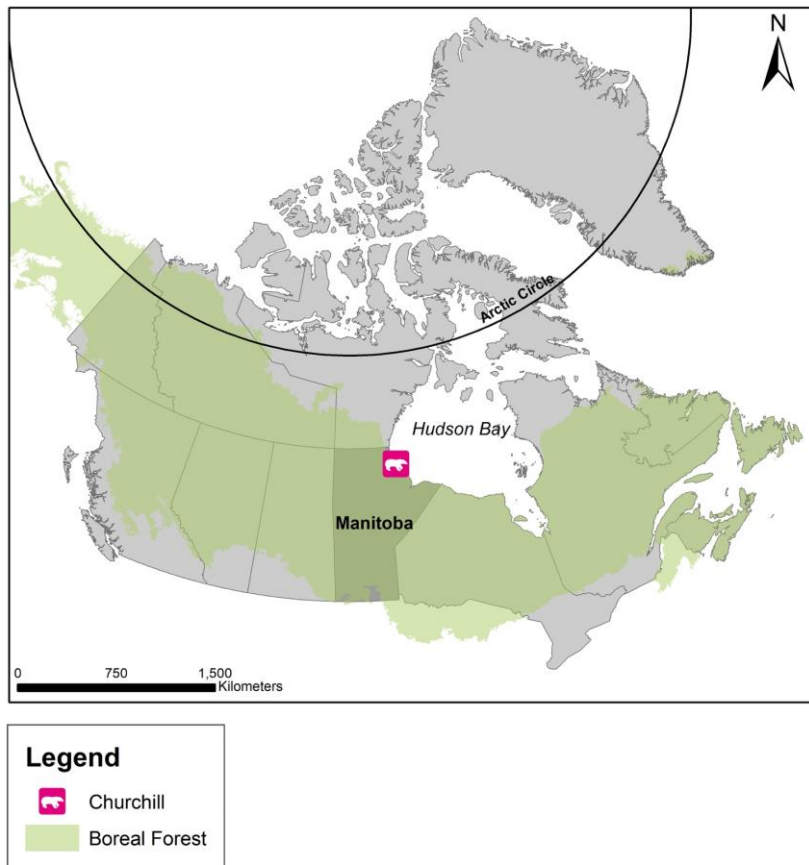 N
Arctic Circle
Hudson Bay
Manitoba
0 750 1,500
Kilometers
Legend
Churchill
Boreal Forest